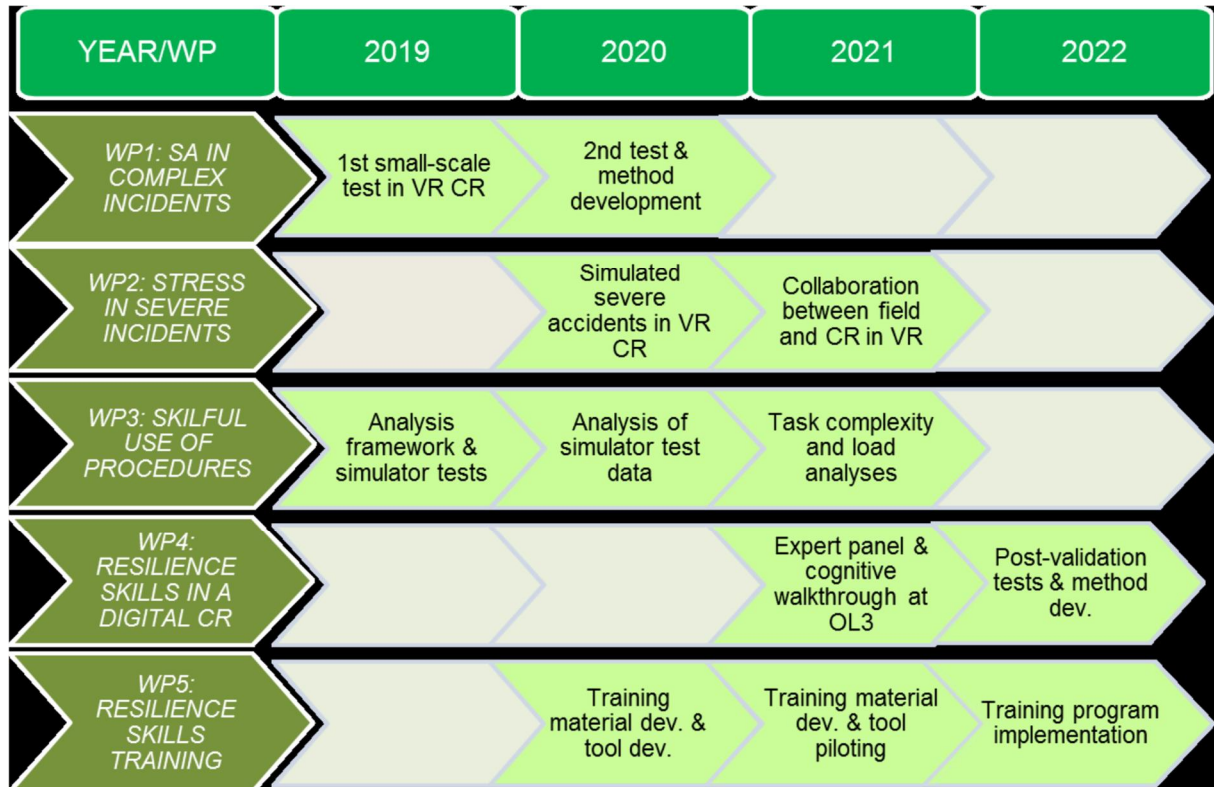 YEAR/WP
2019
2020
2021
2022
WP1: SA IN
COMPLEX
INCIDENTS
1st small-scale
test in VR CR
2nd test &
method
development
WP2: STRESS
IN SEVERE
INCIDENTS
Simulated
severe
accidents in VR
CR
Collaboration
between field
and CR in VR
WP3: SKILFUL
USE OF
PROCEDURES
Analysis
framework &
simulator tests
Analysis of
simulator test
data
Task complexity
and load
analyses
WP4:
RESILIENCE
SKILLS IN A
DIGITAL CR
Expert panel &
cognitive
walkthrough at
OL3
Post-validation
tests & method
dev.
WP5:
RESILIENCE
SKILLS
TRAINING
Training
material dev. &
tool dev.
Training material
dev. & tool
piloting
Training program
implementation